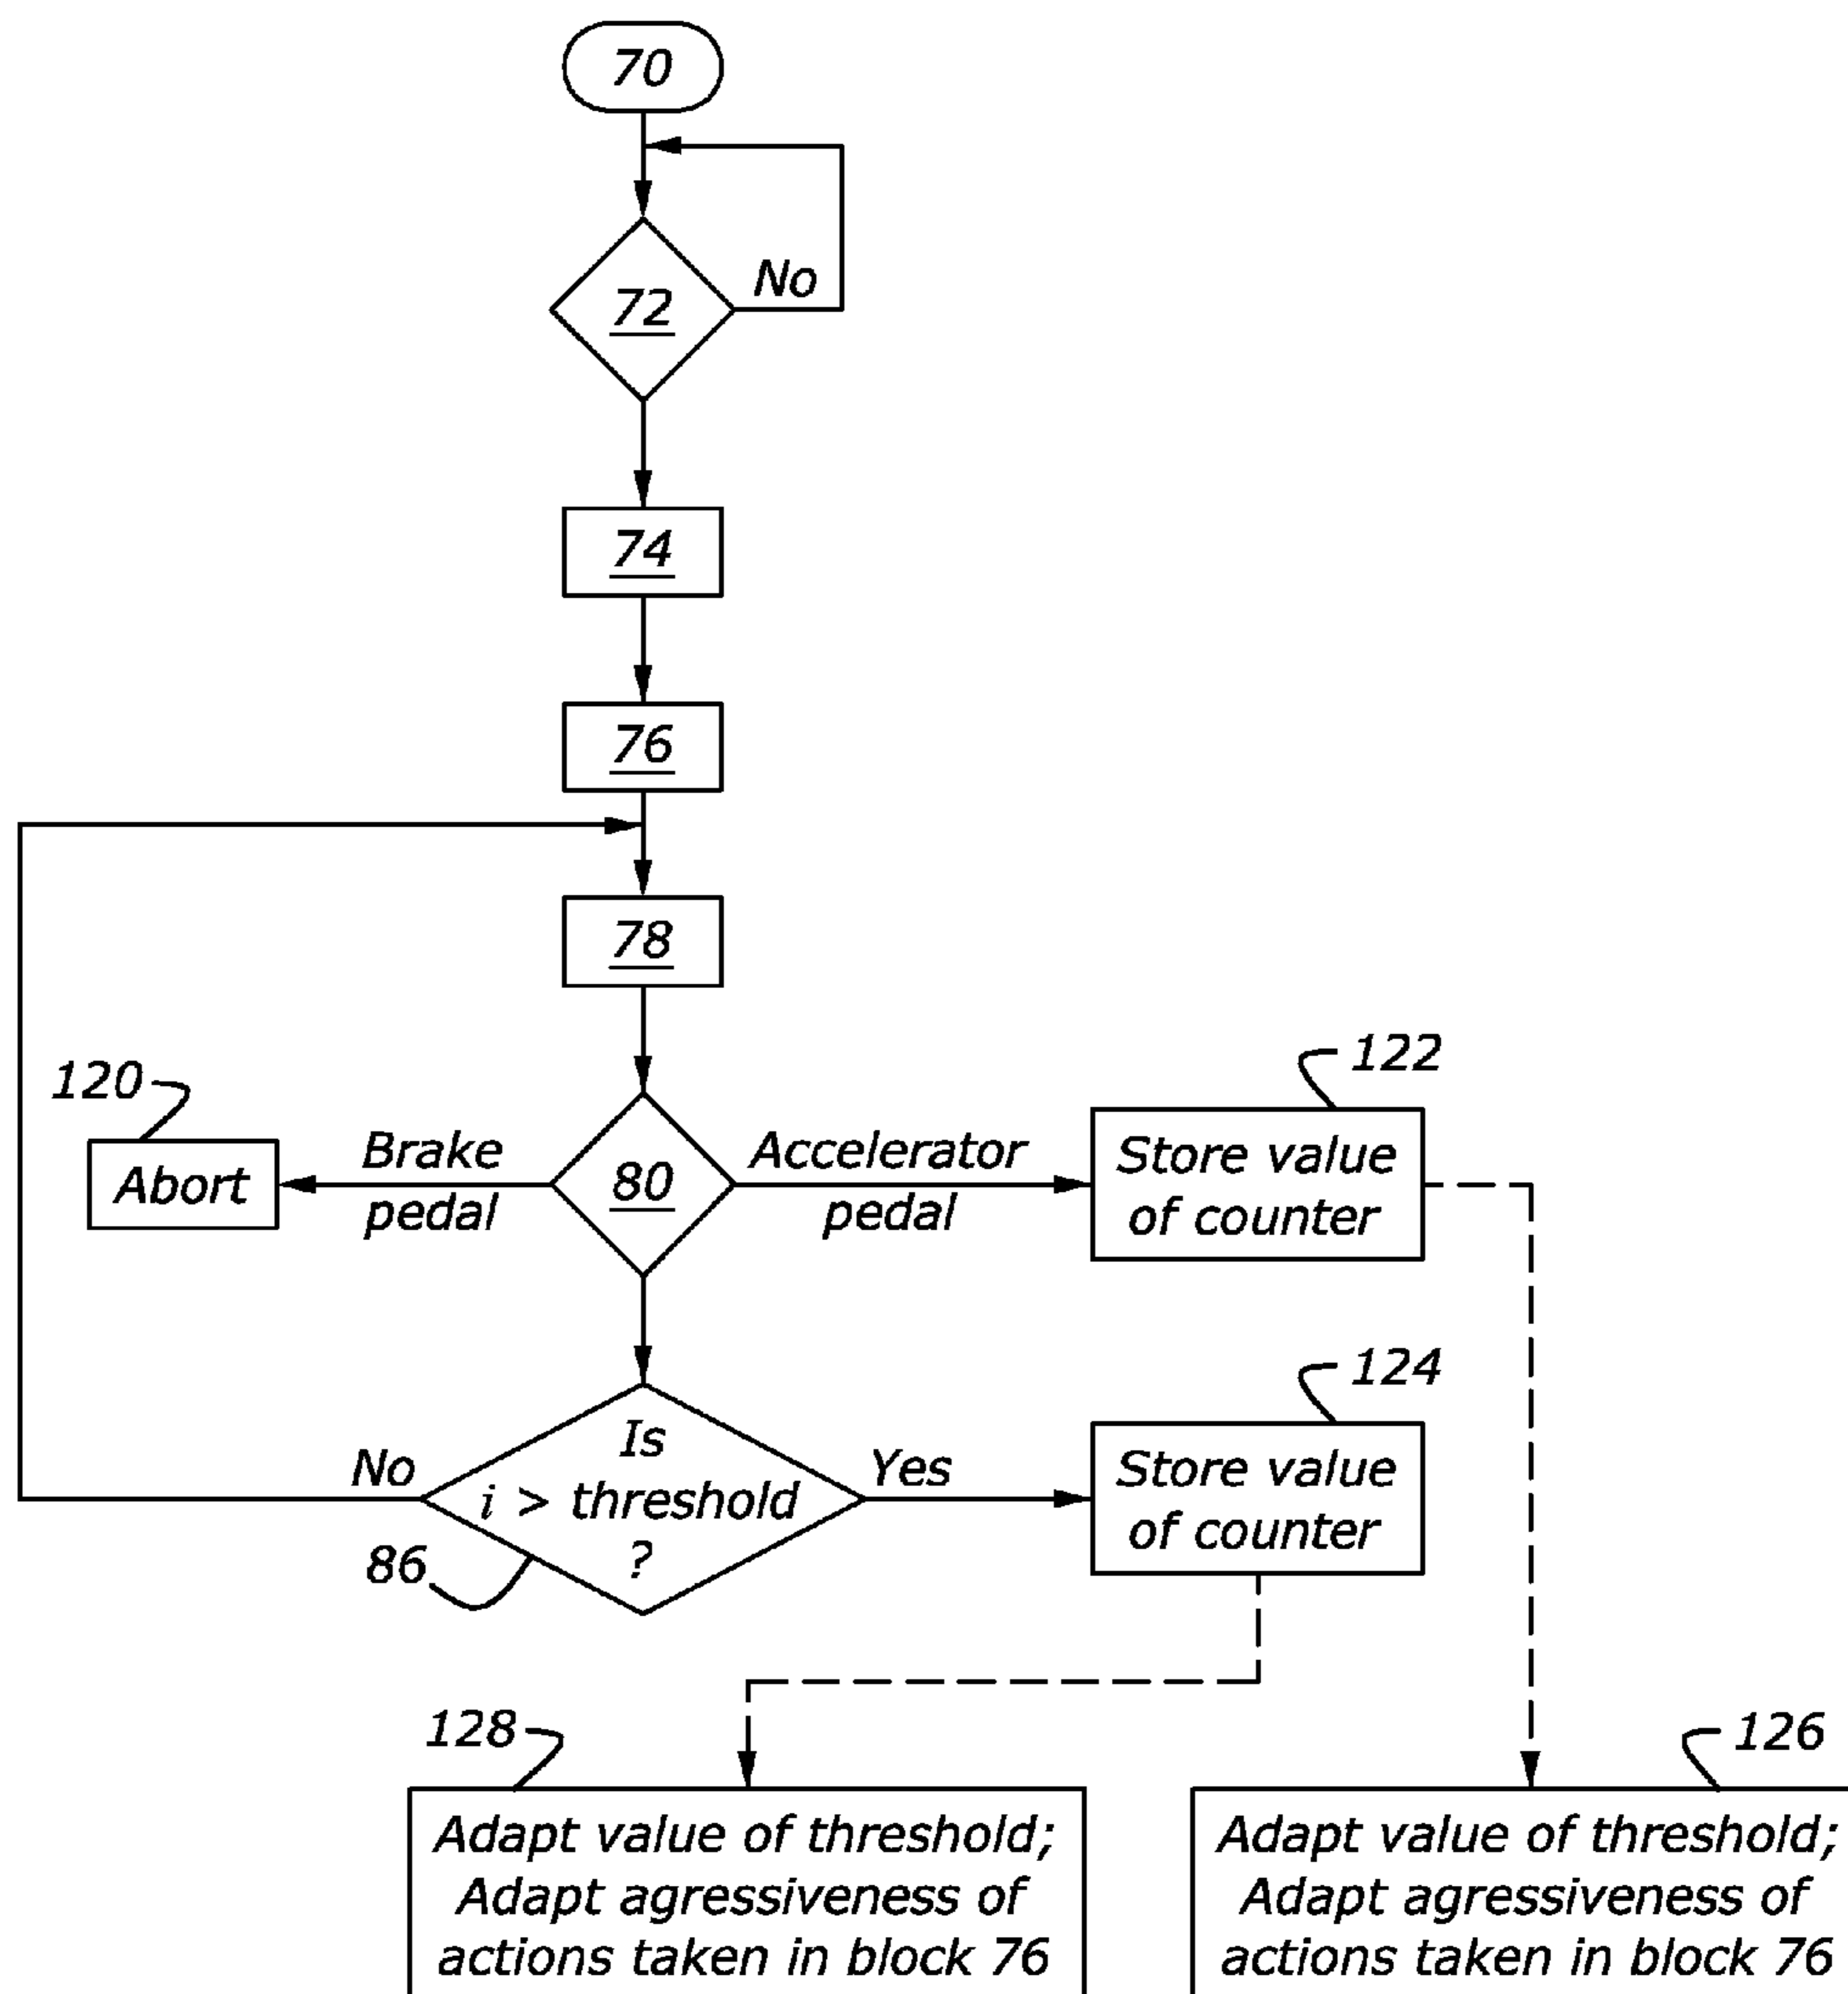 70
No
72
74
76
78
120
122
Brake
pedal
Abort
80
Accelerator
pedal
Store value
of counter
124
No
Is
i > threshold
?
Yes
Store value
of counter
86
128
126
Adapt value of threshold;
Adapt agressiveness of
actions taken in block 76
Adapt value of threshold;
Adapt agressiveness of
actions taken in block 76